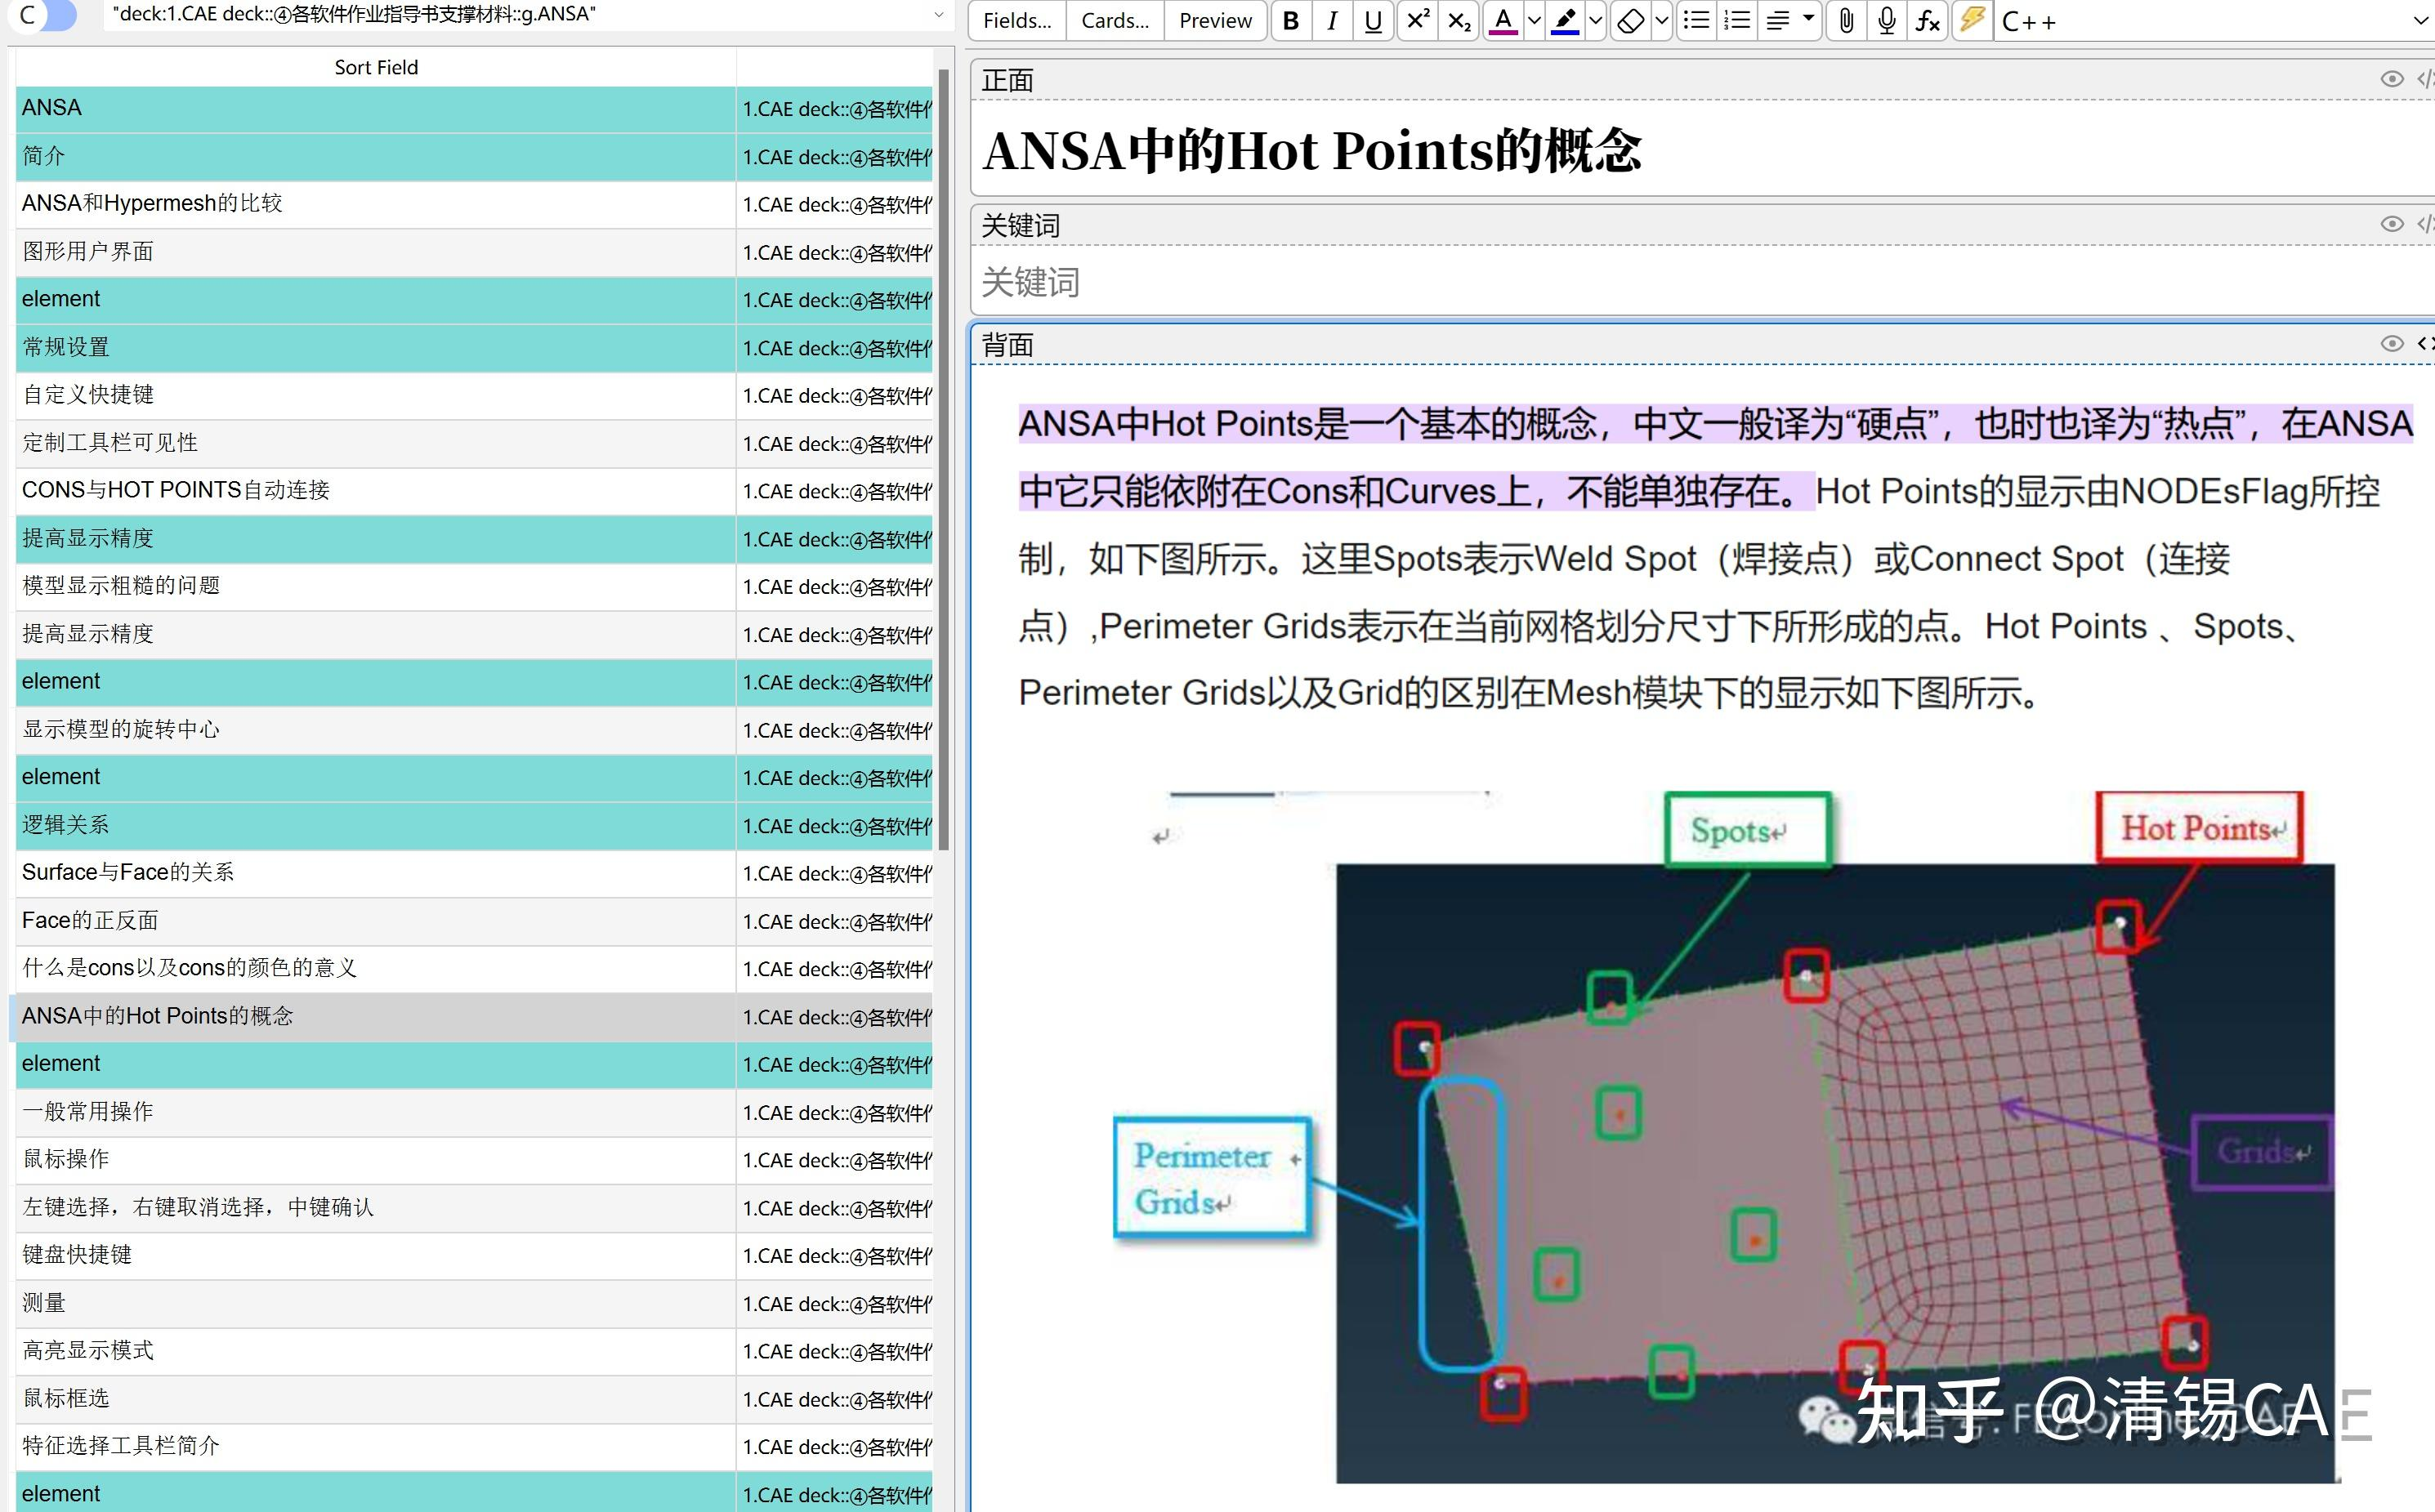 C
"deck:1.CAE deck::④各软件作业指导书支撑材料::g.ANSA"
Sort Field
ANSA 1.CAE deck::④各软件作
简介 1.CAE deck::④各软件作
ANSA和Hypermesh的比较 1.CAE deck::④各软件作
图形用户界面 1.CAE deck::④各软件作
element 1.CAE deck::④各软件作
常规设置 1.CAE deck::④各软件作
自定义快捷键 1.CAE deck::④各软件作
定制工具栏可见性 1.CAE deck::④各软件作
CONS与HOT POINTS自动连接 1.CAE deck::④各软件作
提高显示精度 1.CAE deck::④各软件作
模型显示粗糙的问题 1.CAE deck::④各软件作
提高显示精度 1.CAE deck::④各软件作
element 1.CAE deck::④各软件作
显示模型的旋转中心 1.CAE deck::④各软件作
element 1.CAE deck::④各软件作
逻辑关系 1.CAE deck::④各软件作
Surface与Face的关系 1.CAE deck::④各软件作
Face的正反面 1.CAE deck::④各软件作
什么是cons以及cons的颜色的意义 1.CAE deck::④各软件作
ANSA中的Hot Points的概念 1.CAE deck::④各软件作
element 1.CAE deck::④各软件作
一般常用操作 1.CAE deck::④各软件作
鼠标操作 1.CAE deck::④各软件作
左键选择，右键取消选择，中键确认 1.CAE deck::④各软件作
键盘快捷键 1.CAE deck::④各软件作
测量 1.CAE deck::④各软件作
高亮显示模式 1.CAE deck::④各软件作
鼠标框选 1.CAE deck::④各软件作
特征选择工具栏简介 1.CAE deck::④各软件作
element 1.CAE deck::④各软件作
Fields... Cards... Preview B I U X² X₂ A fx C++
正面
ANSA中的Hot Points的概念
关键词
关键词
背面
ANSA中Hot Points是一个基本的概念，中文一般译为“硬点”，也时也译为“热点”，在ANSA
中它只能依附在Cons和Curves上，不能单独存在。Hot Points的显示由NODEsFlag所控
制，如下图所示。这里Spots表示Weld Spot（焊接点）或Connect Spot（连接
点）,Perimeter Grids表示在当前网格划分尺寸下所形成的点。Hot Points 、Spots、
Perimeter Grids以及Grid的区别在Mesh模块下的显示如下图所示。
Spots
Hot Points
Perimeter
Grids
Grids
知乎 @清锡CAE